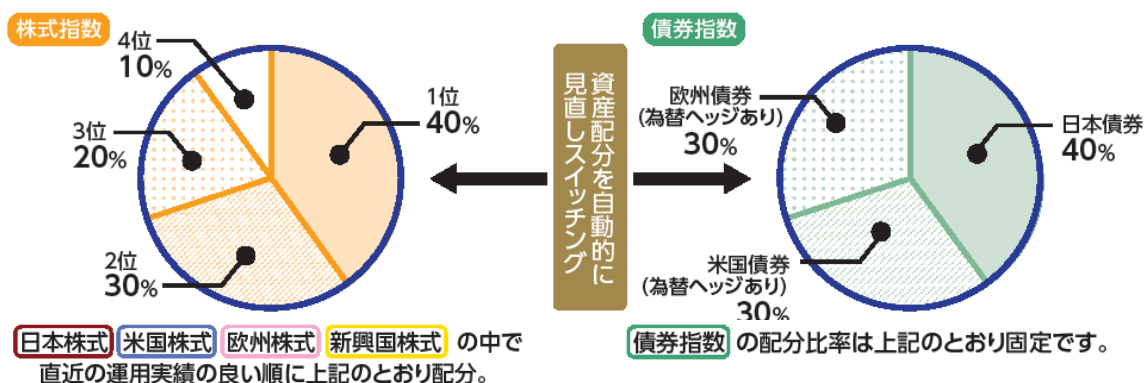 株式指数
4位
10%
1位
40%
3位
20%
2位
30%
日本株式 米国株式 欧州株式 新興国株式 の中で
直近の運用実績の良い順に上記のとおり配分。
資産配分を自動的に
見直しスイッチング
債券指数
欧州債券
(為替ヘッジあり)
30%
日本債券
40%
米国債券
(為替ヘッジあり)
30%
債券指数 の配分比率は上記のとおり固定です。